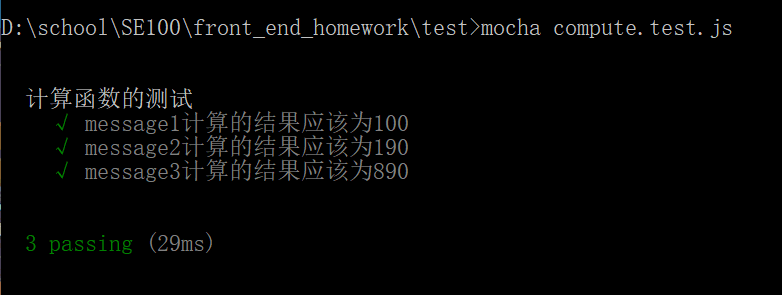 D:\school\SE100\front_end_homework\test>mocha compute.test.js
计算函数的测试
√ message1计算的结果应该为100
√ message2计算的结果应该为190
√ message3计算的结果应该为890
3 passing (29ms)